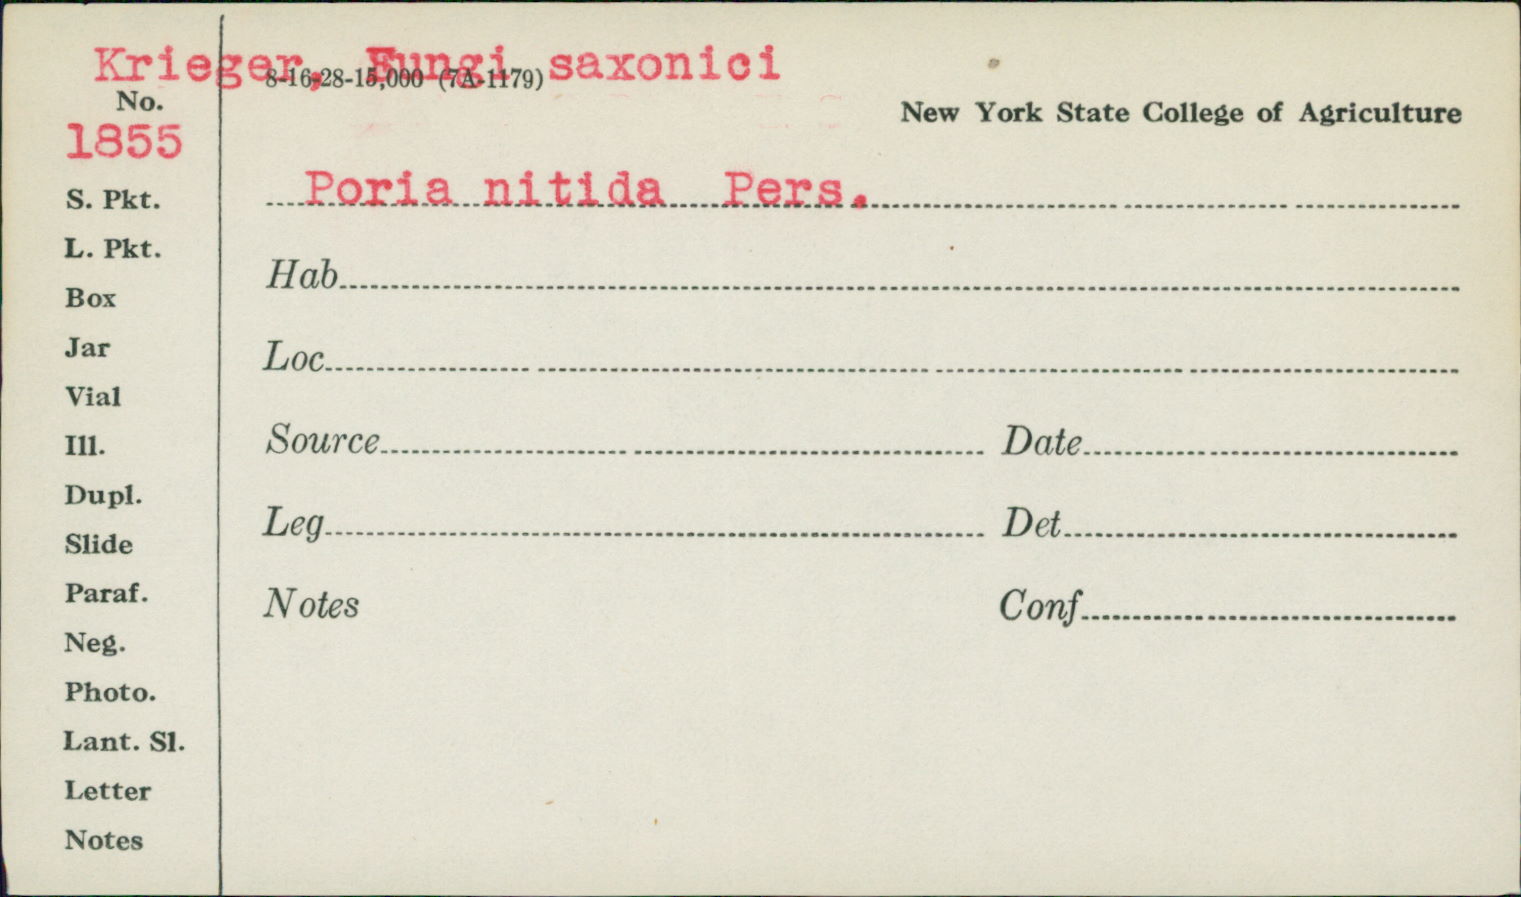 Krieger, Fungi saxonici
8-16-28-15,000 (7A-1179)
No.
1855
New York State College of Agriculture
Poria nitida Pers.
S. Pkt.
L. Pkt.
Box
Jar
Vial
Ill.
Dupl.
Slide
Paraf.
Neg.
Photo.
Lant. Sl.
Letter
Notes
Hab
Loc
Source Date
Leg Det
Notes Conf